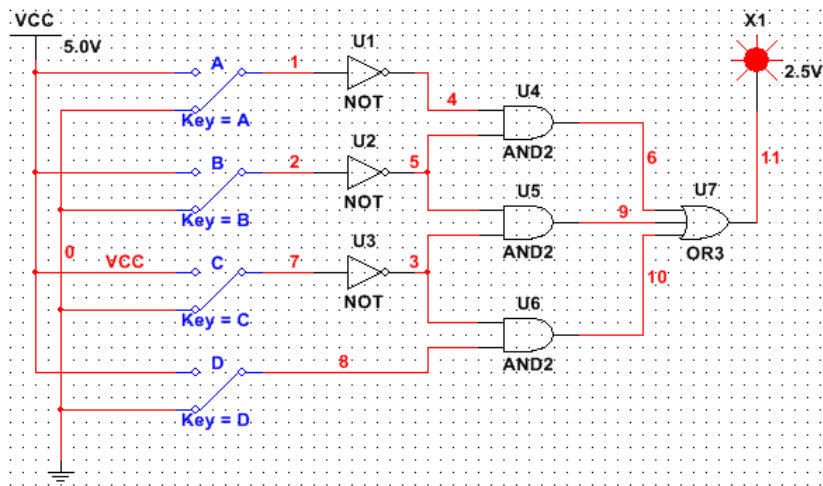 VCC
5.0V
X1
2.5V
A
Key = A
1
U1
NOT
4
U4
AND2
B
Key = B
2
U2
NOT
5
6
11
U5
AND2
9
U7
OR3
0
VCC
C
Key = C
7
U3
NOT
3
10
U6
AND2
D
Key = D
8